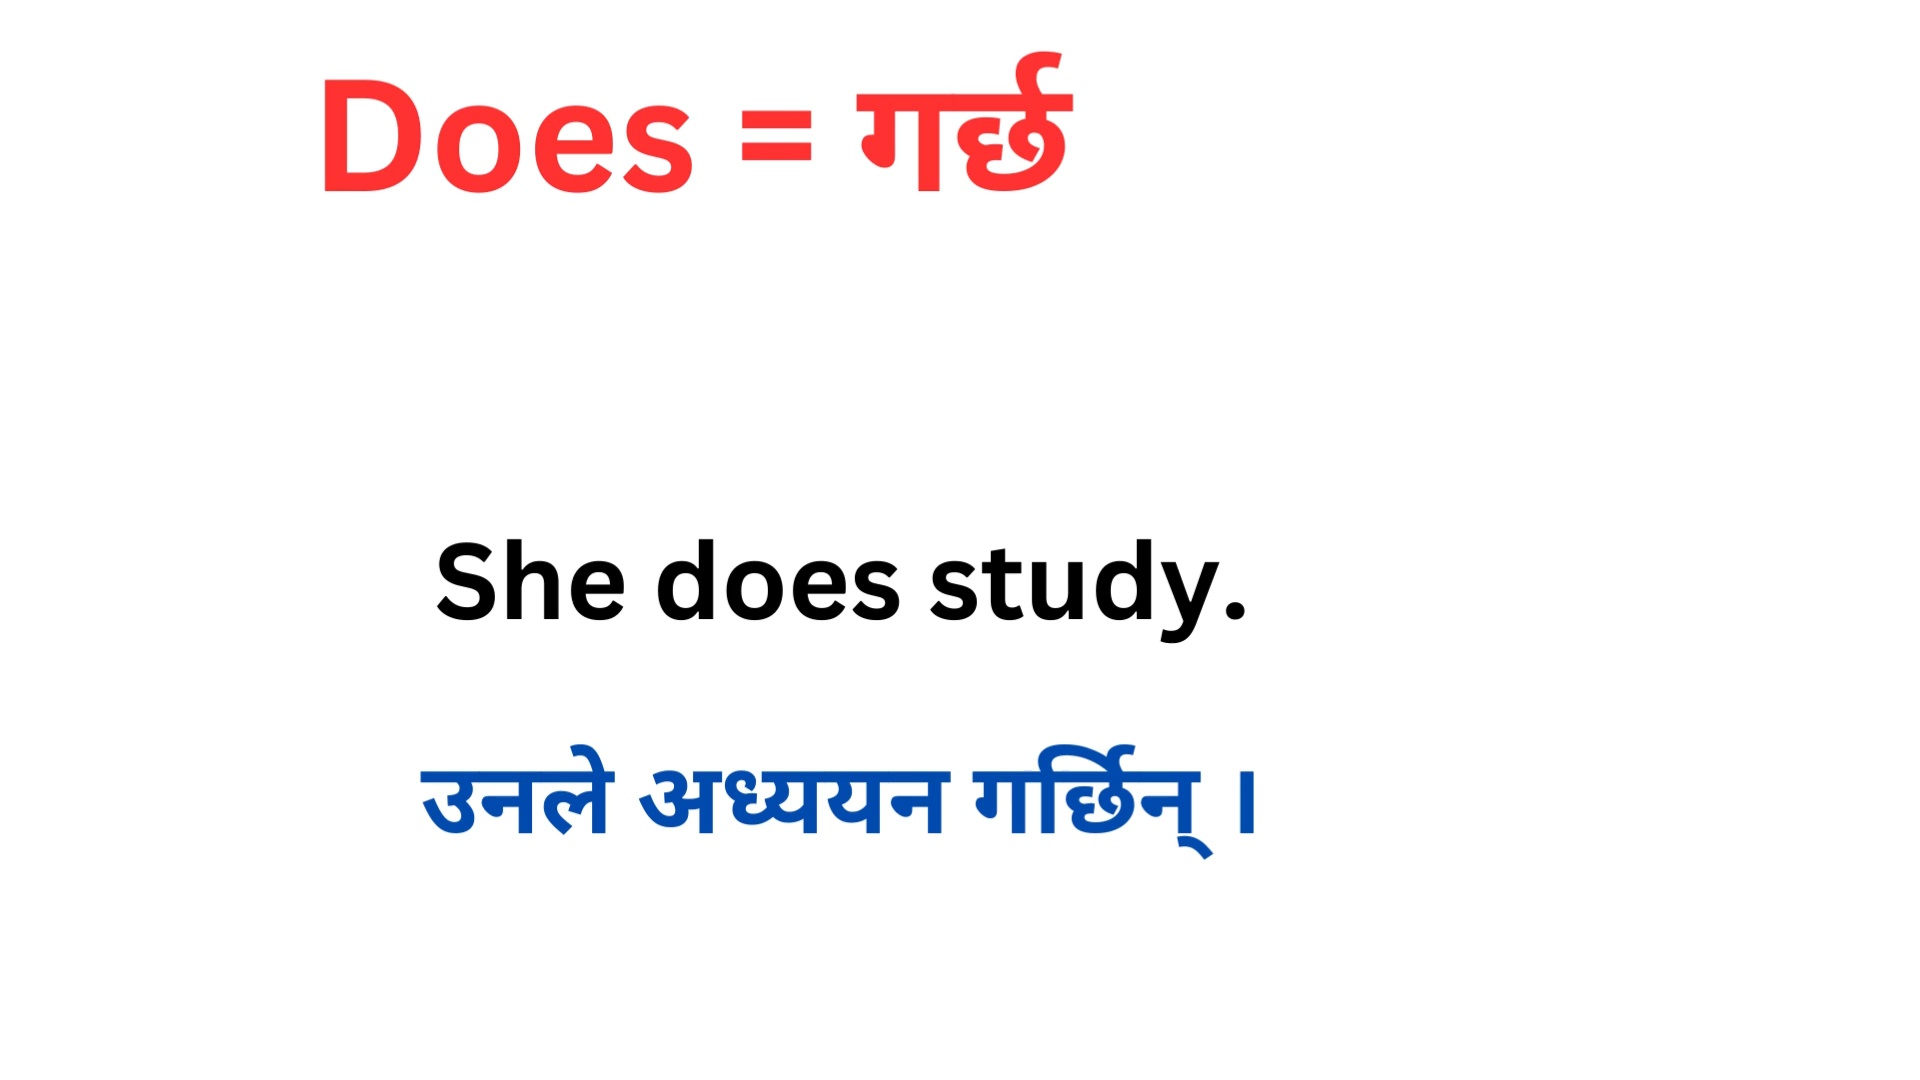 Does = गर्छ
She does study.
उनले अध्ययन गर्छिन् ।